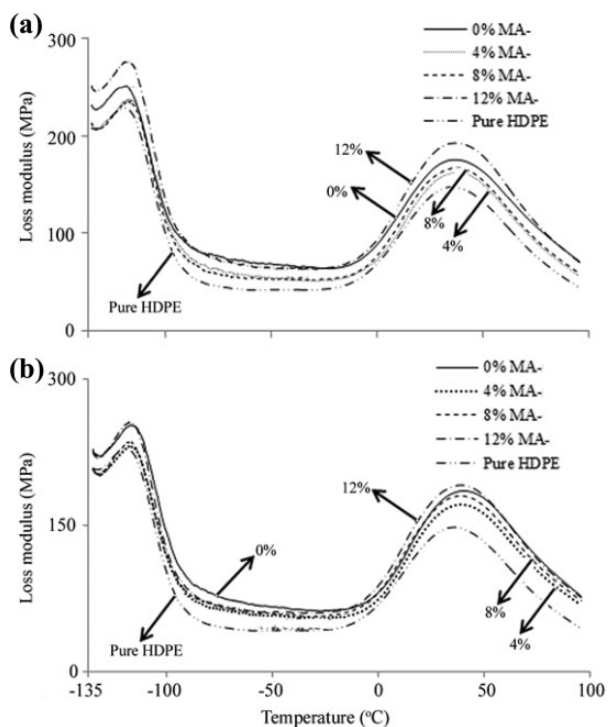 (a)
300
200
100
0
Loss modulus (MPa)
0% MA-
4% MA-
8% MA-
12% MA-
Pure HDPE
12%
0%
8%
4%
Pure HDPE
(b)
300
150
0
Loss modulus (MPa)
0% MA-
4% MA-
8% MA-
12% MA-
Pure HDPE
12%
0%
8%
4%
Pure HDPE
-135 -100 -50 0 50 100
Temperature (°C)